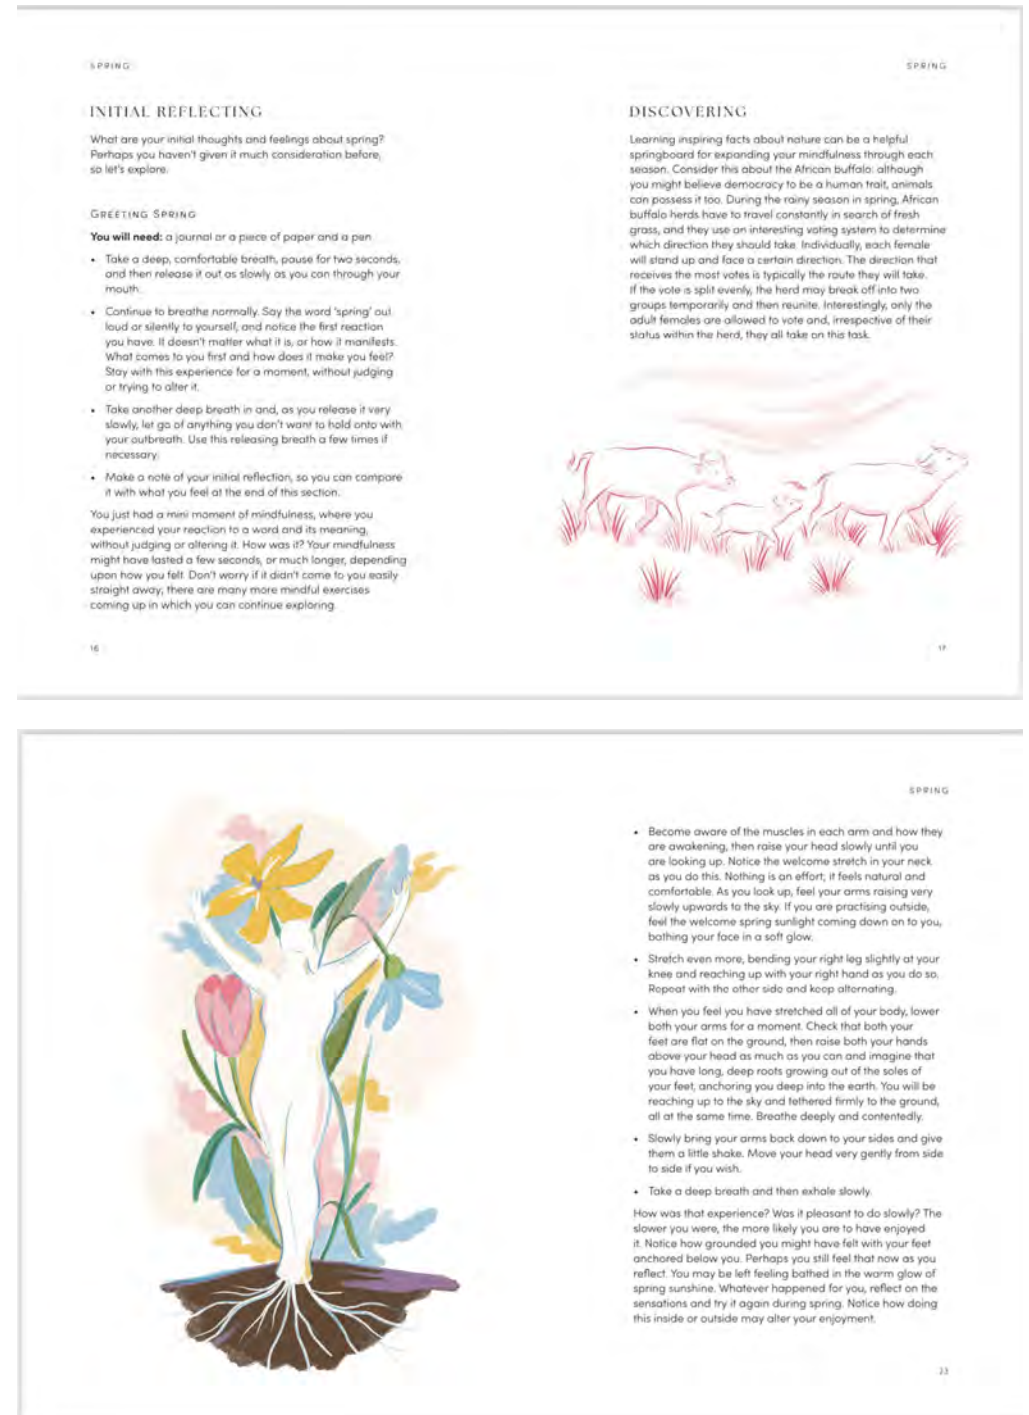 SPRING
INITIAL REFLECTING
What are your initial thoughts and feelings about spring?
Perhaps you haven't given it much consideration before,
so let's explore.
GREETING SPRING
You will need: a journal or a piece of paper and a pen
• Take a deep, comfortable breath, pause for two seconds,
and then release it out as slowly as you can through your
mouth.
• Continue to breathe normally. Say the word 'spring' out
loud or silently to yourself, and notice the first reaction
you have. It doesn't matter what it is, or how it manifests.
What comes to you first and how does it make you feel?
Stay with this experience for a moment, without judging
or trying to alter it.
• Take another deep breath in and, as you release it very
slowly, let go of anything you don't want to hold onto with
your outbreath. Use this releasing breath a few times if
necessary.
• Make a note of your initial reflection, so you can compare
it with what you feel at the end of this section.
You just had a mini moment of mindfulness, where you
experienced your reaction to a word and its meaning,
without judging or altering it. How was it? Your mindfulness
might have lasted a few seconds, or much longer, depending
upon how you felt. Don't worry if it didn't come to you easily
straight away; there are many more mindful exercises
coming up in which you can continue exploring.
16
SPRING
DISCOVERING
Learning inspiring facts about nature can be a helpful
springboard for expanding your mindfulness through each
season. Consider this about the African buffalo: although
you might believe democracy to be a human trait, animals
can possess it too. During the rainy season in spring, African
buffalo herds have to travel constantly in search of fresh
grass, and they use an interesting voting system to determine
which direction they should take. Individually, each female
will stand up and face a certain direction. The direction that
receives the most votes is typically the route they will take.
If the vote is split evenly, the herd may break off into two
groups temporarily and then reunite. Interestingly, only the
adult females are allowed to vote and, irrespective of their
status within the herd, they all take on this task.
17
SPRING
• Become aware of the muscles in each arm and how they
are awakening, then raise your head slowly until you
are looking up. Notice the welcome stretch in your neck
as you do this. Nothing is an effort; it feels natural and
comfortable. As you look up, feel your arms raising very
slowly upwards to the sky. If you are practising outside,
feel the welcome spring sunlight coming down on to you,
bathing your face in a soft glow.
• Stretch even more, bending your right leg slightly at your
knee and reaching up with your right hand as you do so.
Repeat with the other side and keep alternating.
• When you feel you have stretched all of your body, lower
both your arms for a moment. Check that both your
feet are flat on the ground, then raise both your hands
above your head as much as you can and imagine that
you have long, deep roots growing out of the soles of
your feet, anchoring you deep into the earth. You will be
reaching up to the sky and tethered firmly to the ground,
all at the same time. Breathe deeply and contentedly.
• Slowly bring your arms back down to your sides and give
them a little shake. Move your head very gently from side
to side if you wish.
• Take a deep breath and then exhale slowly.
How was that experience? Was it pleasant to do slowly? The
slower you were, the more likely you are to have enjoyed
it. Notice how grounded you might have felt with your feet
anchored below you. Perhaps you still feel that now as you
reflect. You may be left feeling bathed in the warm glow of
spring sunshine. Whatever happened for you, reflect on the
sensations and try it again during spring. Notice how doing
this inside or outside may alter your enjoyment.
23